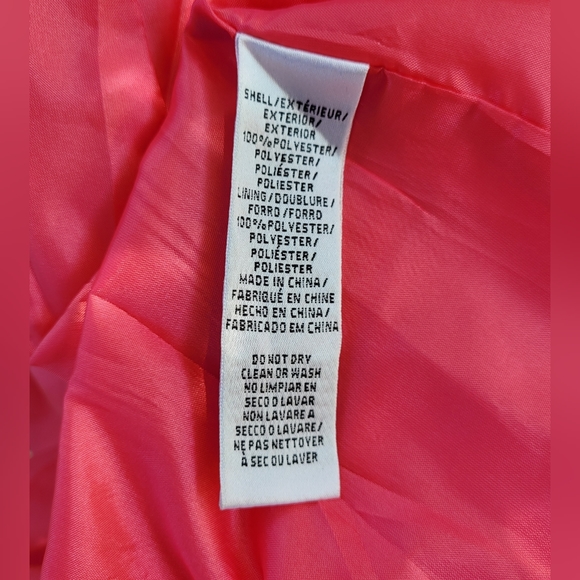 SHELL/EXTÉRIEUR/
EXTERIOR/
EXTERIOR
100%POLYESTER/
POLYESTER/
POLIÉSTER/
POLIESTER
LINING/DOUBLURE/
FORRO/FORRO
100%POLYESTER/
POLYESTER/
POLIÉSTER/
POLIESTER
MADE IN CHINA/
FABRIQUÉ EN CHINE
HECHO EN CHINA/
FABRICADO EM CHINA
DO NOT DRY
CLEAN OR WASH
NO LIMPIAR EN
SECO O LAVAR
NON LAVARE A
SECCO O LAVARE/
NE PAS NETTOYER
À SEC OU LAVER